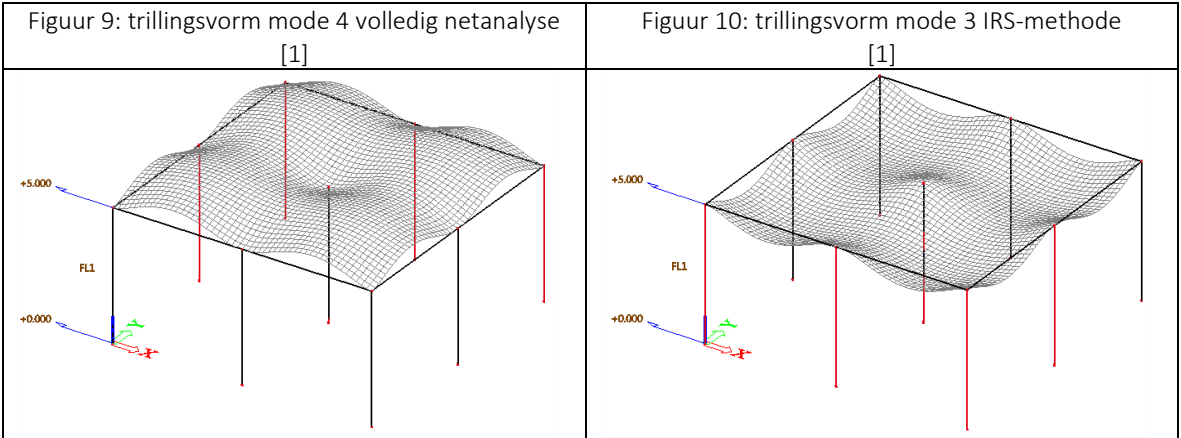 Figuur 9: trillingsvorm mode 4 volledig netanalyse
[1]
Figuur 10: trillingsvorm mode 3 IRS-methode
[1]
+5.000
FL1
+0.000
Y
X
+5.000
FL1
+0.000
Y
X